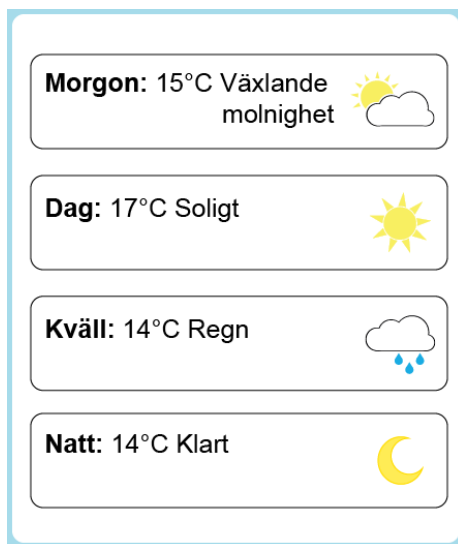 Morgon: 15°C Växlande
molnighet
Dag: 17°C Soligt
Kväll: 14°C Regn
Natt: 14°C Klart